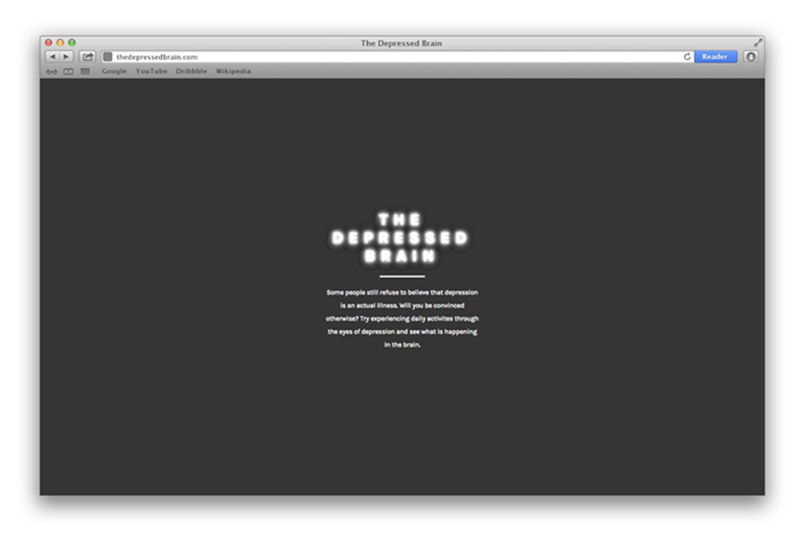 The Depressed Brain
thedepressedbrain.com
Reader
Google YouTube Dribbble Wikipedia
THE
DEPRESSED
BRAIN
Some people still refuse to believe that depression
is an actual illness. Will you be convinced
otherwise? Try experiencing daily activites through
the eyes of depression and see what is happening
in the brain.